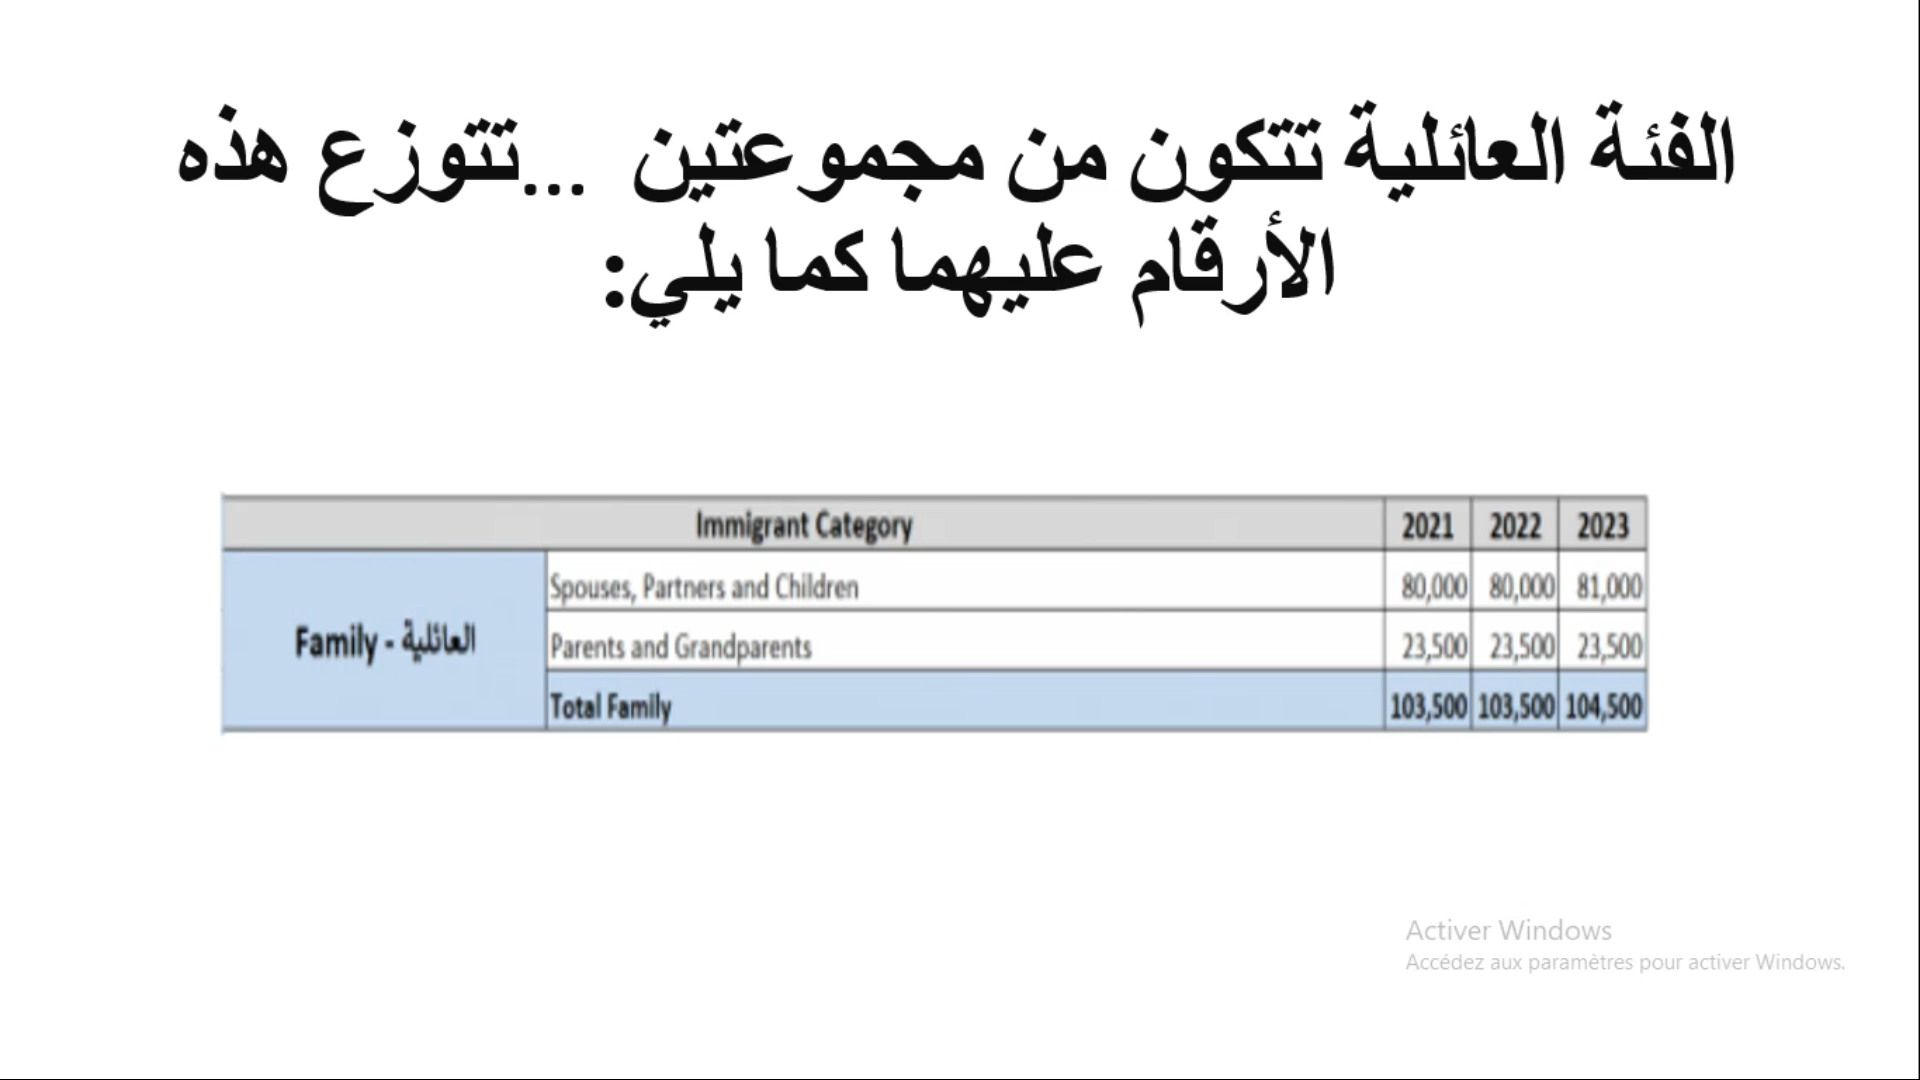 الفئة العائلية تتكون من مجموعتين ...تتوزع هذه
الأرقام عليهما كما يلي:
Immigrant Category 2021 2022 2023
Spouses, Partners and Children 80,000 80,000 81,000
Family - العائلية
Parents and Grandparents 23,500 23,500 23,500
Total Family 103,500 103,500 104,500
Activer Windows
Accédez aux paramètres pour activer Windows.